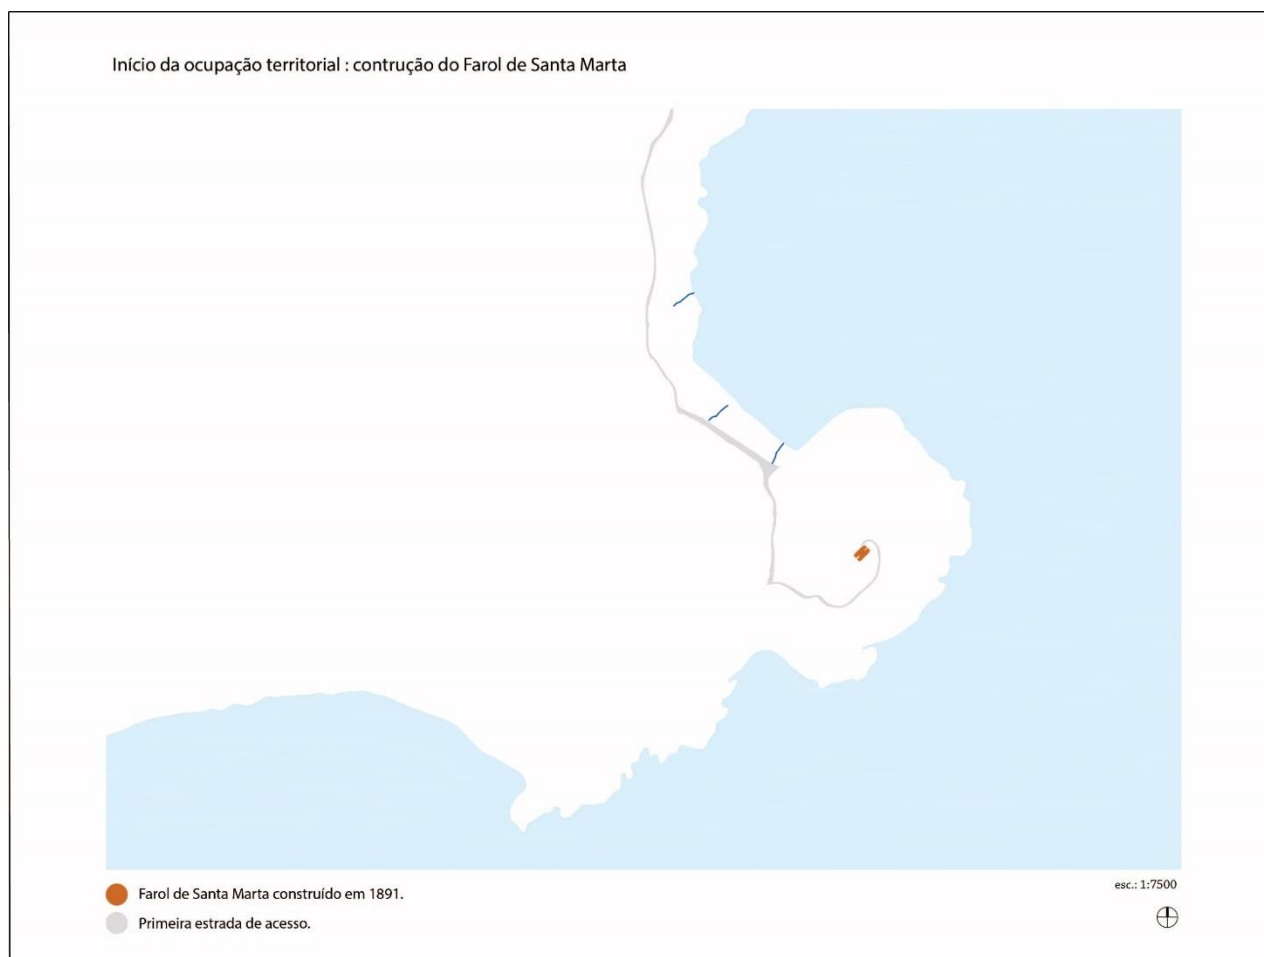 Início da ocupação territorial : contrução do Farol de Santa Marta
Farol de Santa Marta construído em 1891.
esc.: 1:7500
Primeira estrada de acesso.